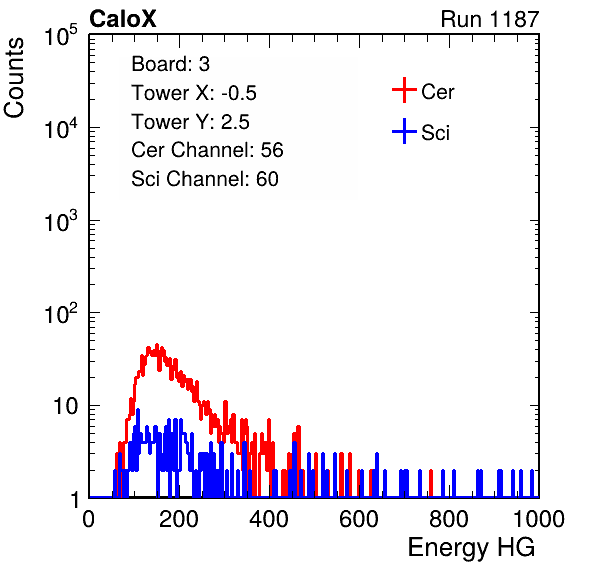 CaloX Run 1187
Counts
10^5
10^4
10^3
10^2
10
1
Board: 3
Tower X: -0.5
Tower Y: 2.5
Cer Channel: 56
Sci Channel: 60
Cer
Sci
0 200 400 600 800 1000
Energy HG